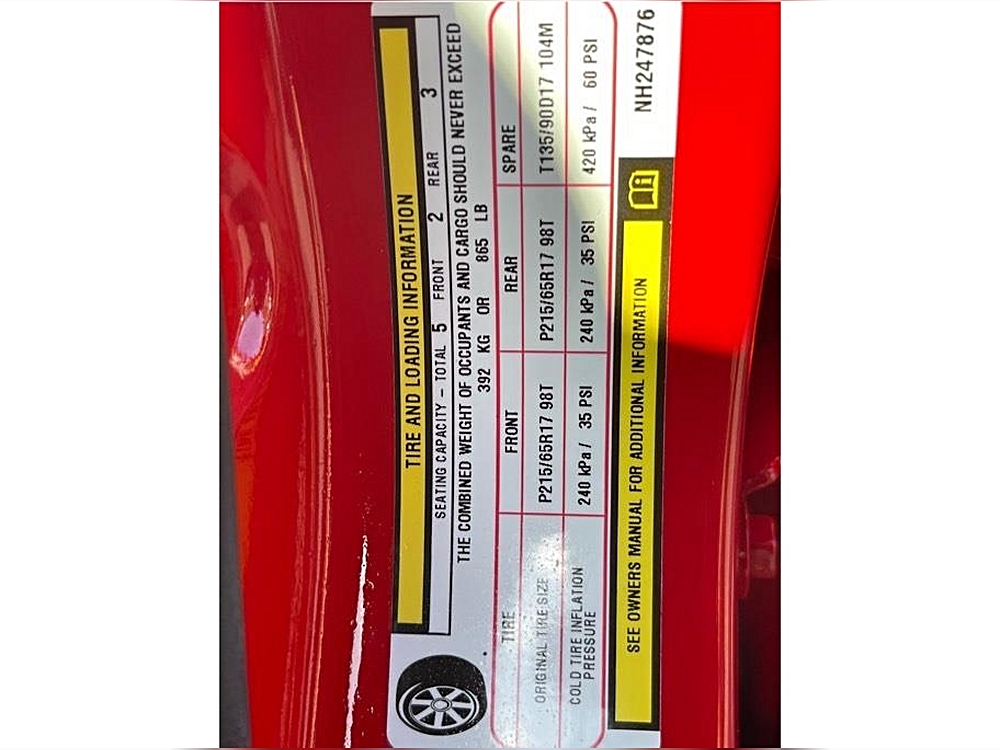 TIRE AND LOADING INFORMATION
SEATING CAPACITY - TOTAL 5 FRONT 2 REAR 3
THE COMBINED WEIGHT OF OCCUPANTS AND CARGO SHOULD NEVER EXCEED
392 KG OR 865 LB
TIRE FRONT REAR SPARE
ORIGINAL TIRE SIZE P215/65R17 98T P215/65R17 98T T135/90D17 104M
COLD TIRE INFLATION PRESSURE 240 kPa / 35 PSI 240 kPa / 35 PSI 420 kPa / 60 PSI
SEE OWNERS MANUAL FOR ADDITIONAL INFORMATION
NH247876